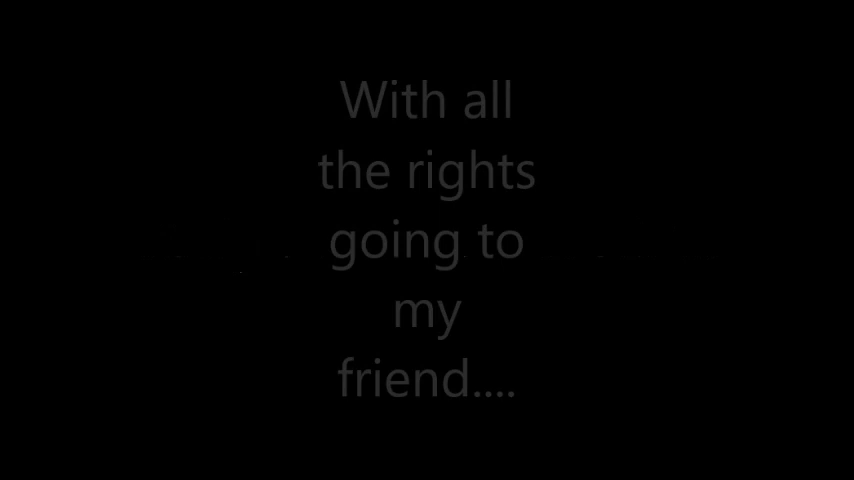 With all
the rights
going to
my
friend....